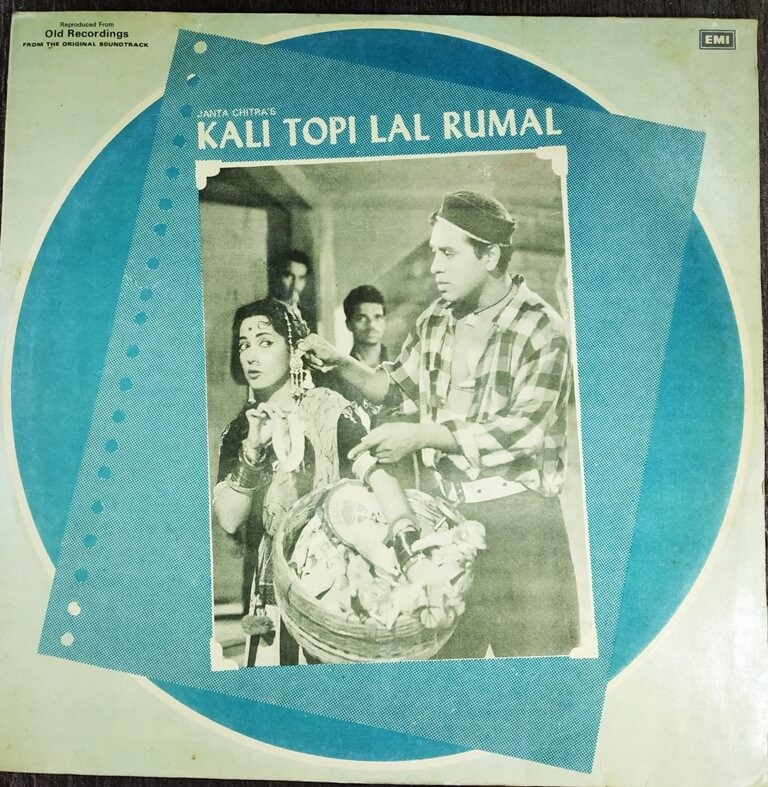 Reproduced From
Old Recordings
FROM THE ORIGINAL SOUNDTRACK
EMI
JANTA CHITRA'S
KALI TOPI LAL RUMAL